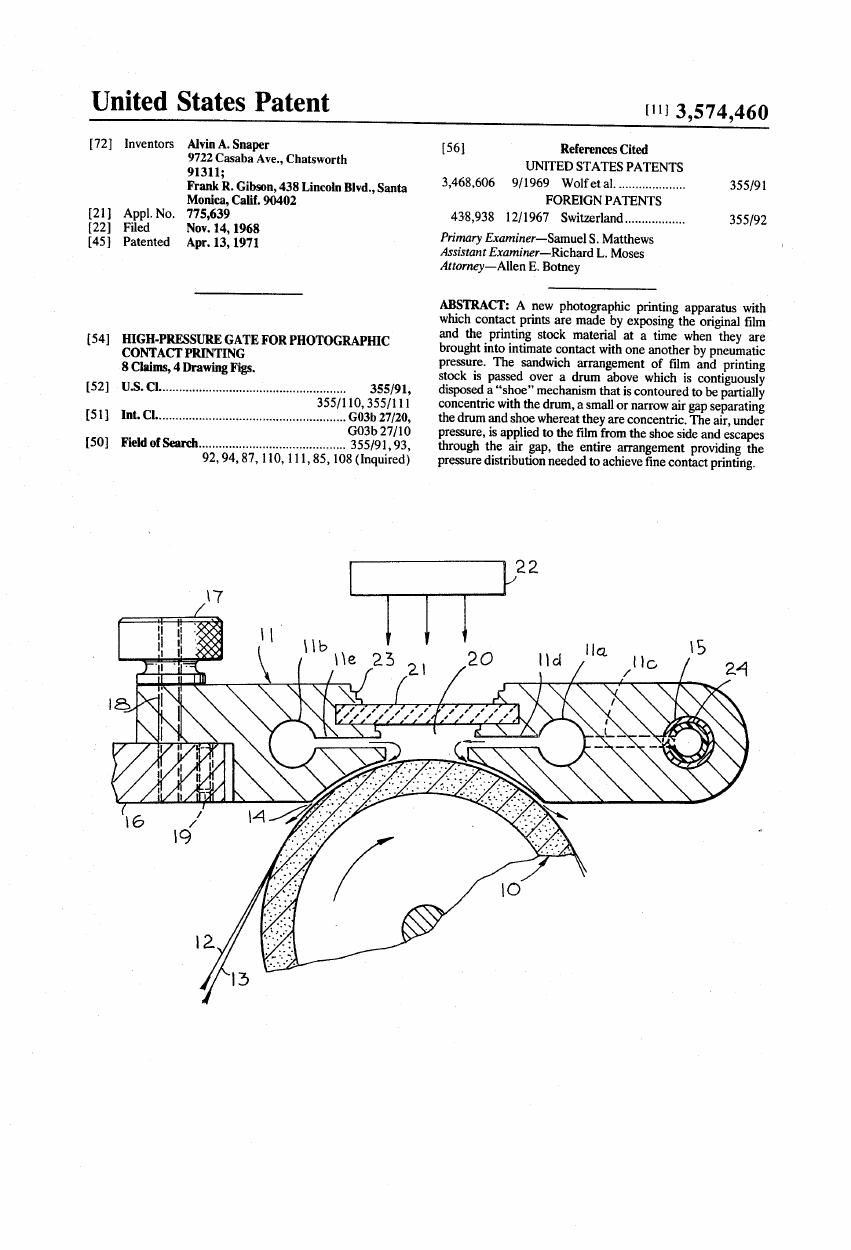 United States Patent
[11] 3,574,460
[72] Inventors Alvin A. Snaper
9722 Casaba Ave., Chatsworth
91311;
Frank R. Gibson, 438 Lincoln Blvd., Santa
Monica, Calif. 90402
[21] Appl. No. 775,639
[22] Filed Nov. 14, 1968
[45] Patented Apr. 13, 1971
[54] HIGH-PRESSURE GATE FOR PHOTOGRAPHIC
CONTACT PRINTING
8 Claims, 4 Drawing Figs.
[52] U.S. Cl. 355/91,
355/110, 355/111
[51] Int. Cl. G03b 27/20,
G03b 27/10
[50] Field of Search 355/91, 93,
92, 94, 87, 110, 111, 85, 108 (Inquired)
[56] References Cited
UNITED STATES PATENTS
3,468,606 9/1969 Wolf et al. 355/91
FOREIGN PATENTS
438,938 12/1967 Switzerland 355/92
Primary Examiner—Samuel S. Matthews
Assistant Examiner—Richard L. Moses
Attorney—Allen E. Botney
ABSTRACT: A new photographic printing apparatus with
which contact prints are made by exposing the original film
and the printing stock material at a time when they are
brought into intimate contact with one another by pneumatic
pressure. The sandwich arrangement of film and printing
stock is passed over a drum above which is contiguously
disposed a "shoe" mechanism that is contoured to be partially
concentric with the drum, a small or narrow air gap separating
the drum and shoe whereat they are concentric. The air, under
pressure, is applied to the film from the shoe side and escapes
through the air gap, the entire arrangement providing the
pressure distribution needed to achieve fine contact printing.
22
17
11
11b
11e
23
21
20
11d
11a
11c
15
24
18
16
19
14
10
12
13